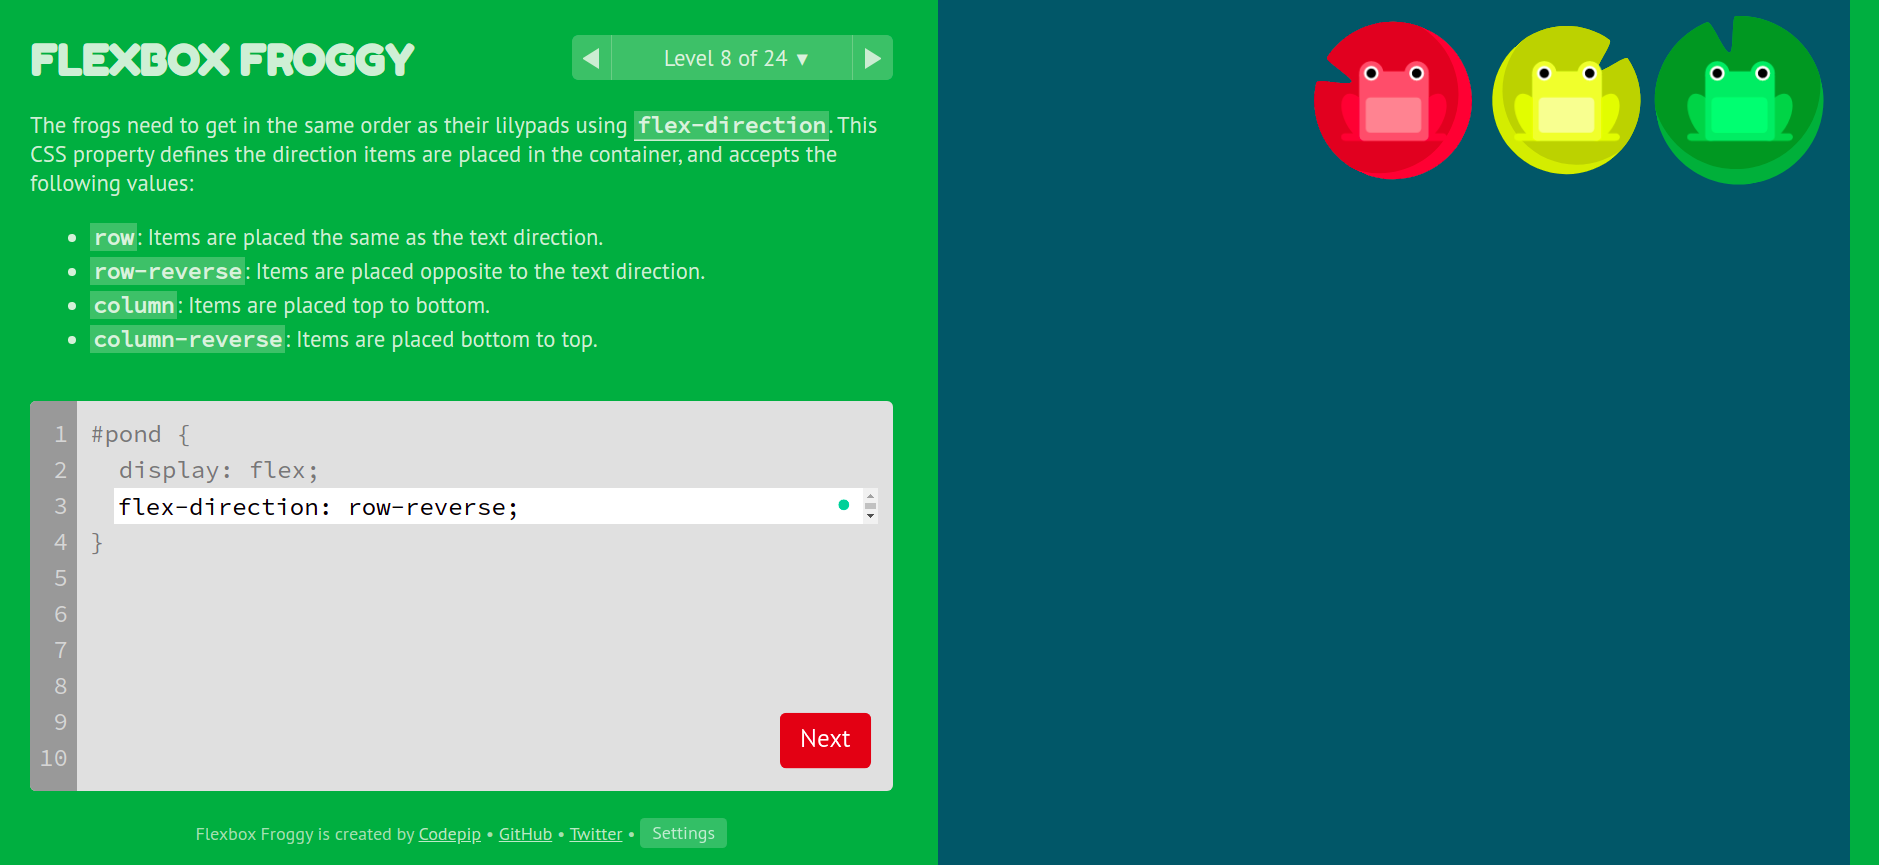 FLEXBOX FROGGY
Level 8 of 24 ▼
The frogs need to get in the same order as their lilypads using flex-direction. This
CSS property defines the direction items are placed in the container, and accepts the
following values:
• row: Items are placed the same as the text direction.
• row-reverse: Items are placed opposite to the text direction.
• column: Items are placed top to bottom.
• column-reverse: Items are placed bottom to top.
1 #pond {
2 display: flex;
3 flex-direction: row-reverse;
4 }
5
6
7
8
9
10
Next
Flexbox Froggy is created by Codepip • GitHub • Twitter • Settings